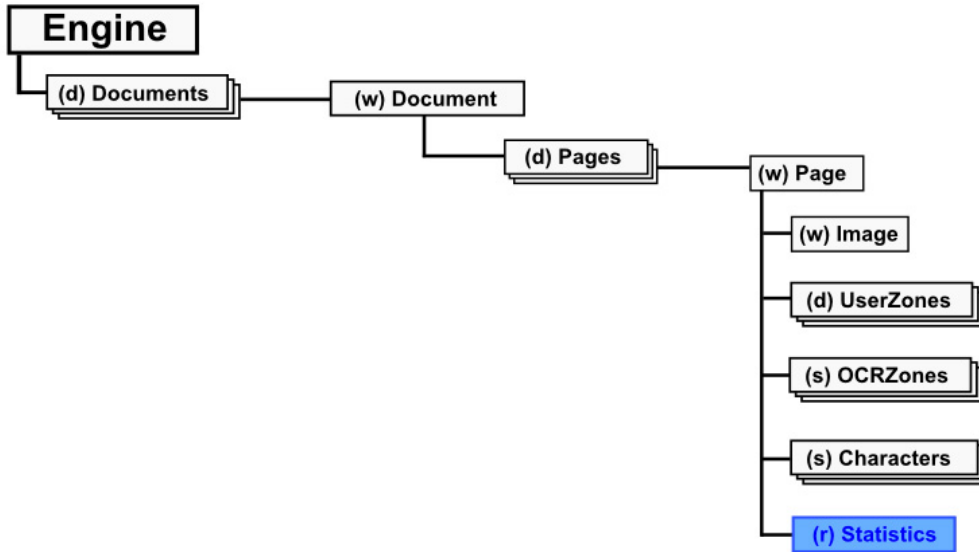 Engine
(d) Documents
(w) Document
(d) Pages
(w) Page
(w) Image
(d) UserZones
(s) OCRZones
(s) Characters
(r) Statistics